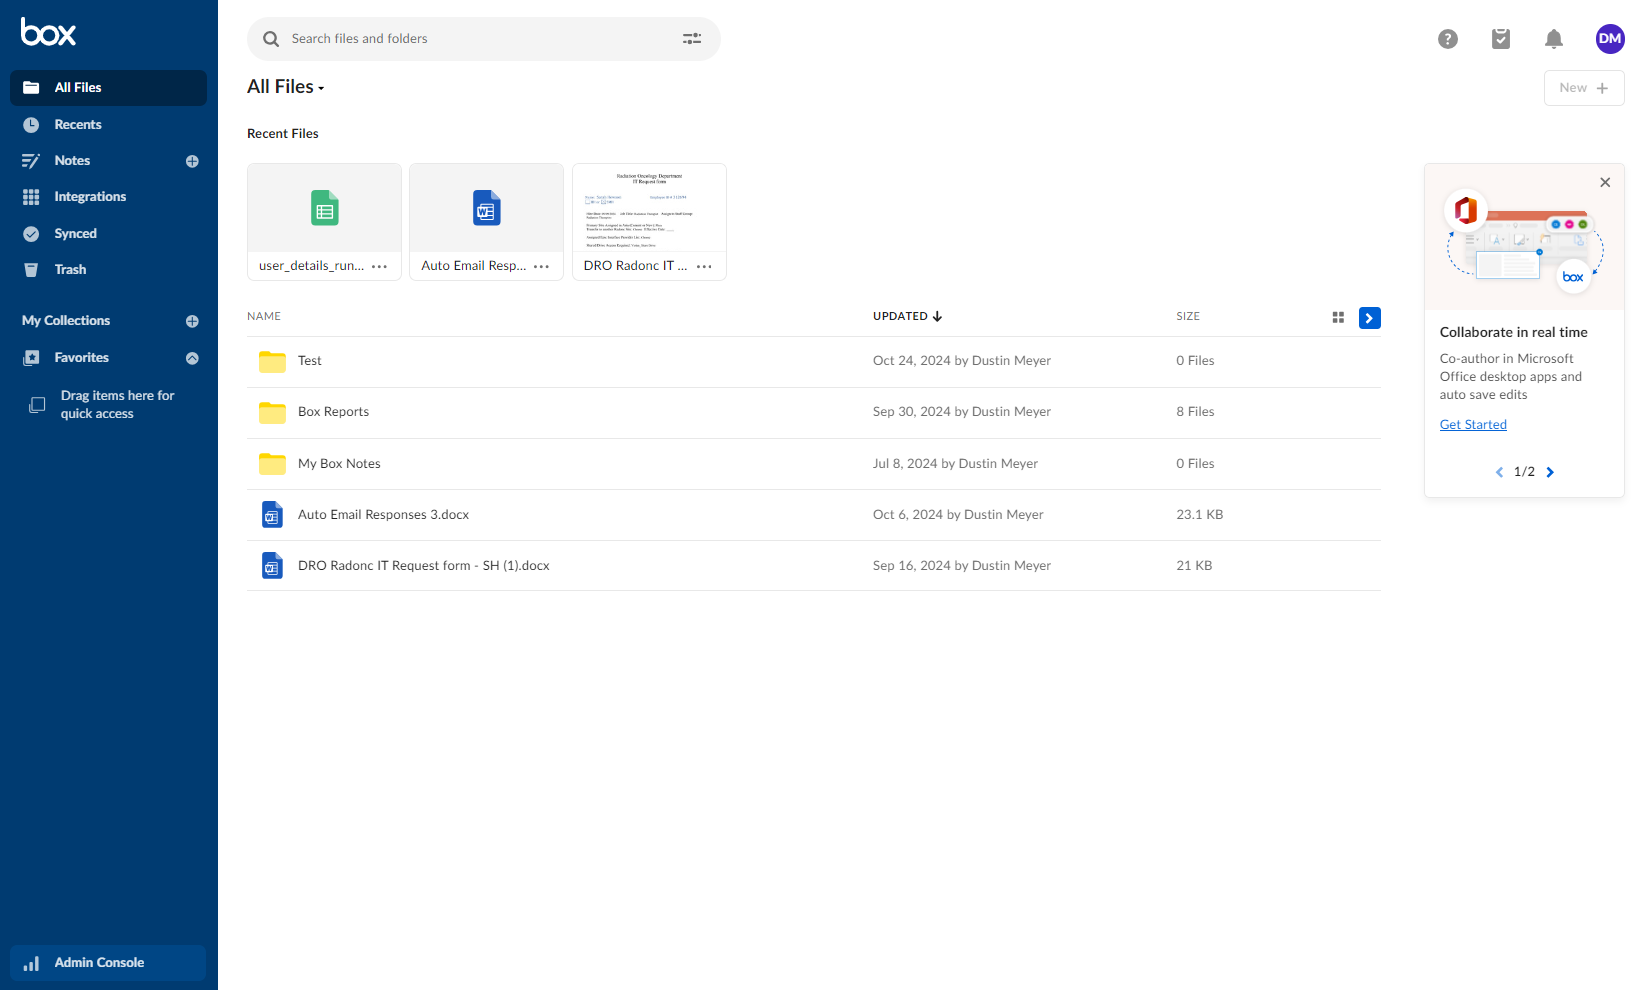 box
Search files and folders
DM
All Files
All Files
New
Recents
Recent Files
Notes
Integrations
Synced
Trash
Radiation Oncology Department
IT Request form
user_details_run...
Auto Email Resp...
DRO Radonc IT ...
My Collections
Favorites
Drag items here for
quick access
NAME
UPDATED
SIZE
Test
Oct 24, 2024 by Dustin Meyer
0 Files
Box Reports
Sep 30, 2024 by Dustin Meyer
8 Files
My Box Notes
Jul 8, 2024 by Dustin Meyer
0 Files
Auto Email Responses 3.docx
Oct 6, 2024 by Dustin Meyer
23.1 KB
DRO Radonc IT Request form - SH (1).docx
Sep 16, 2024 by Dustin Meyer
21 KB
box
Collaborate in real time
Co-author in Microsoft
Office desktop apps and
auto save edits
Get Started
1/2
Admin Console